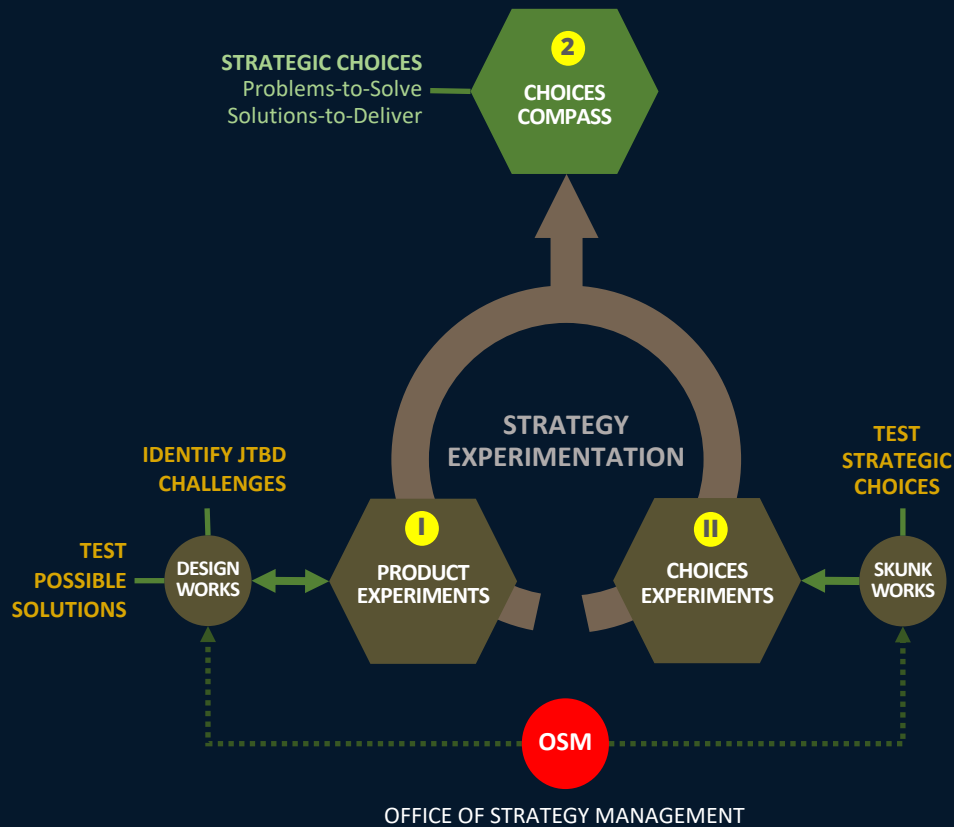 2
CHOICES
COMPASS
STRATEGIC CHOICES
Problems-to-Solve
Solutions-to-Deliver
STRATEGY
EXPERIMENTATION
IDENTIFY JTBD
CHALLENGES
TEST
POSSIBLE
SOLUTIONS
DESIGN
WORKS
I
PRODUCT
EXPERIMENTS
II
CHOICES
EXPERIMENTS
TEST
STRATEGIC
CHOICES
SKUNK
WORKS
OSM
OFFICE OF STRATEGY MANAGEMENT